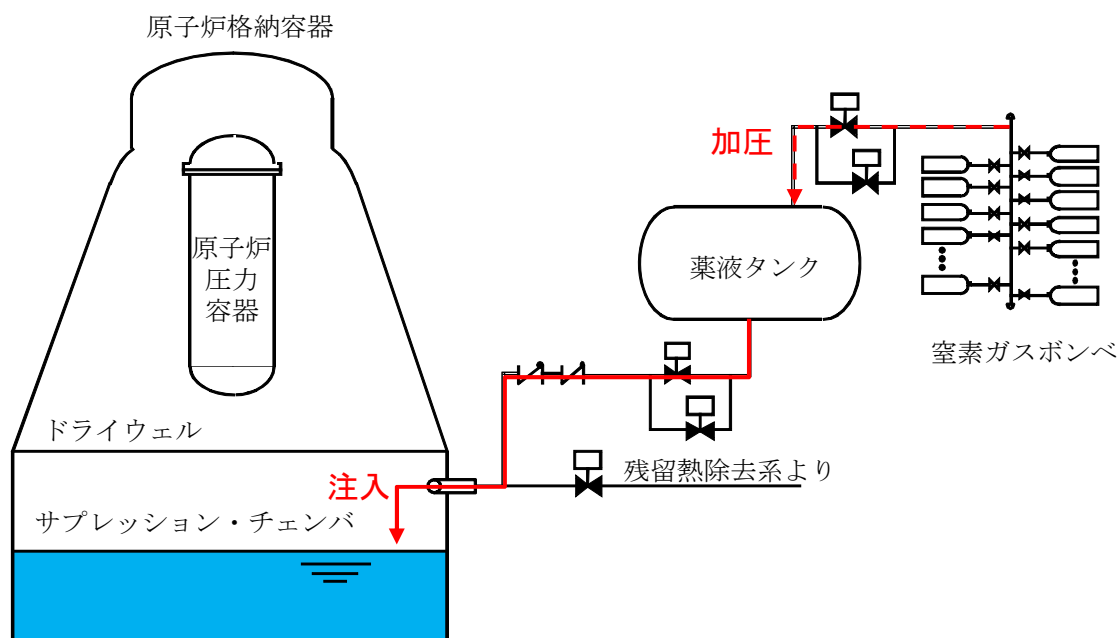 原子炉格納容器
加圧
原子炉
圧力
容器
薬液タンク
窒素ガスボンベ
ドライウェル
残留熱除去系より
注入
サプレッション・チェンバ